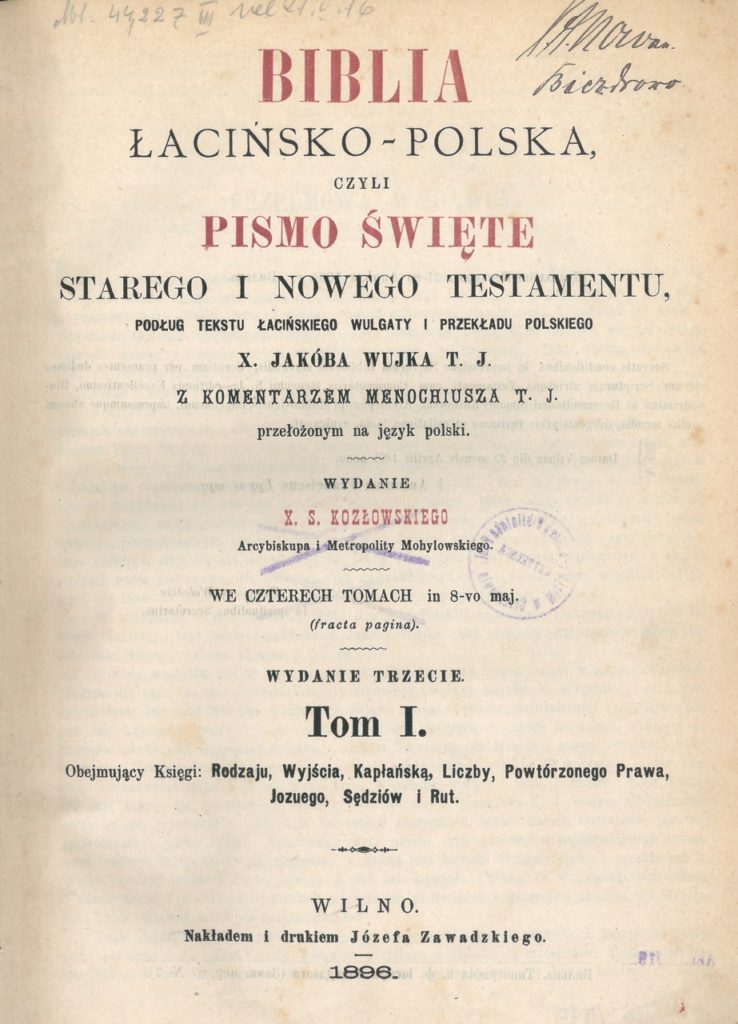 BIBLIA
ŁACIŃSKO-POLSKA,
CZYLI
PISMO ŚWIĘTE
STAREGO I NOWEGO TESTAMENTU,
PODŁUG TEKSTU ŁACIŃSKIEGO WULGATY I PRZEKŁADU POLSKIEGO
X. JAKÓBA WUJKA T. J.
Z KOMENTARZEM MENOCHIUSZA T. J.
przełożonym na język polski.
WYDANIE
X. S. KOZŁOWSKIEGO
Arcybiskupa i Metropolity Mohylowskiego.
WE CZTERECH TOMACH in 8-vo maj.
(fracta pagina).
WYDANIE TRZECIE.
Tom I.
Obejmujący Księgi: Rodzaju, Wyjścia, Kapłańską, Liczby, Powtórzonego Prawa,
Jozuego, Sędziów i Rut.
WILNO.
Nakładem i drukiem Józefa Zawadzkiego.
1896.